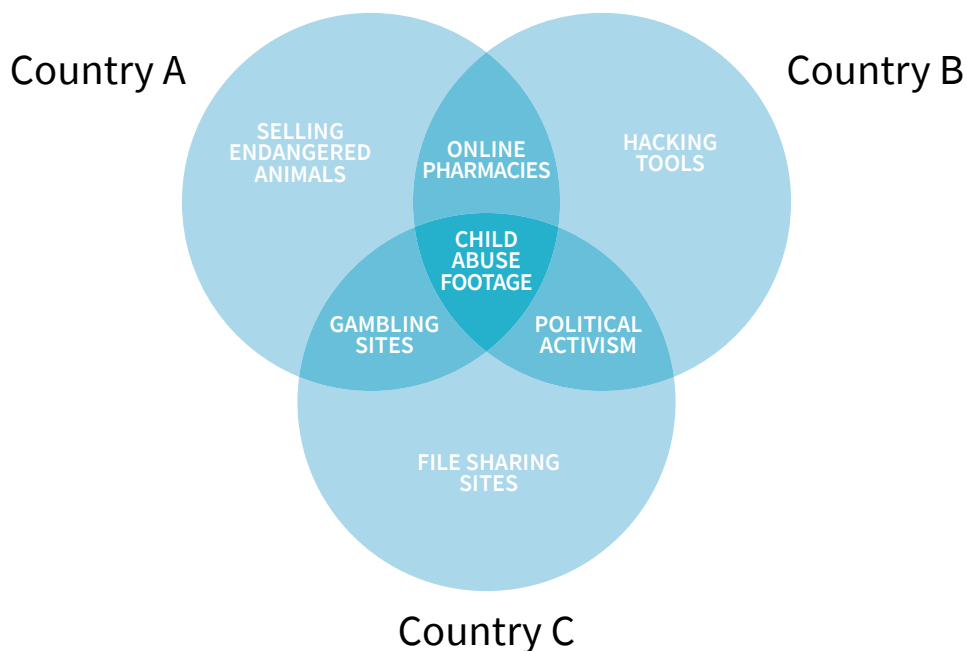 Country A
Country B
SELLING
ENDANGERED
ANIMALS
ONLINE
PHARMACIES
HACKING
TOOLS
CHILD
ABUSE
FOOTAGE
GAMBLING
SITES
POLITICAL
ACTIVISM
FILE SHARING
SITES
Country C